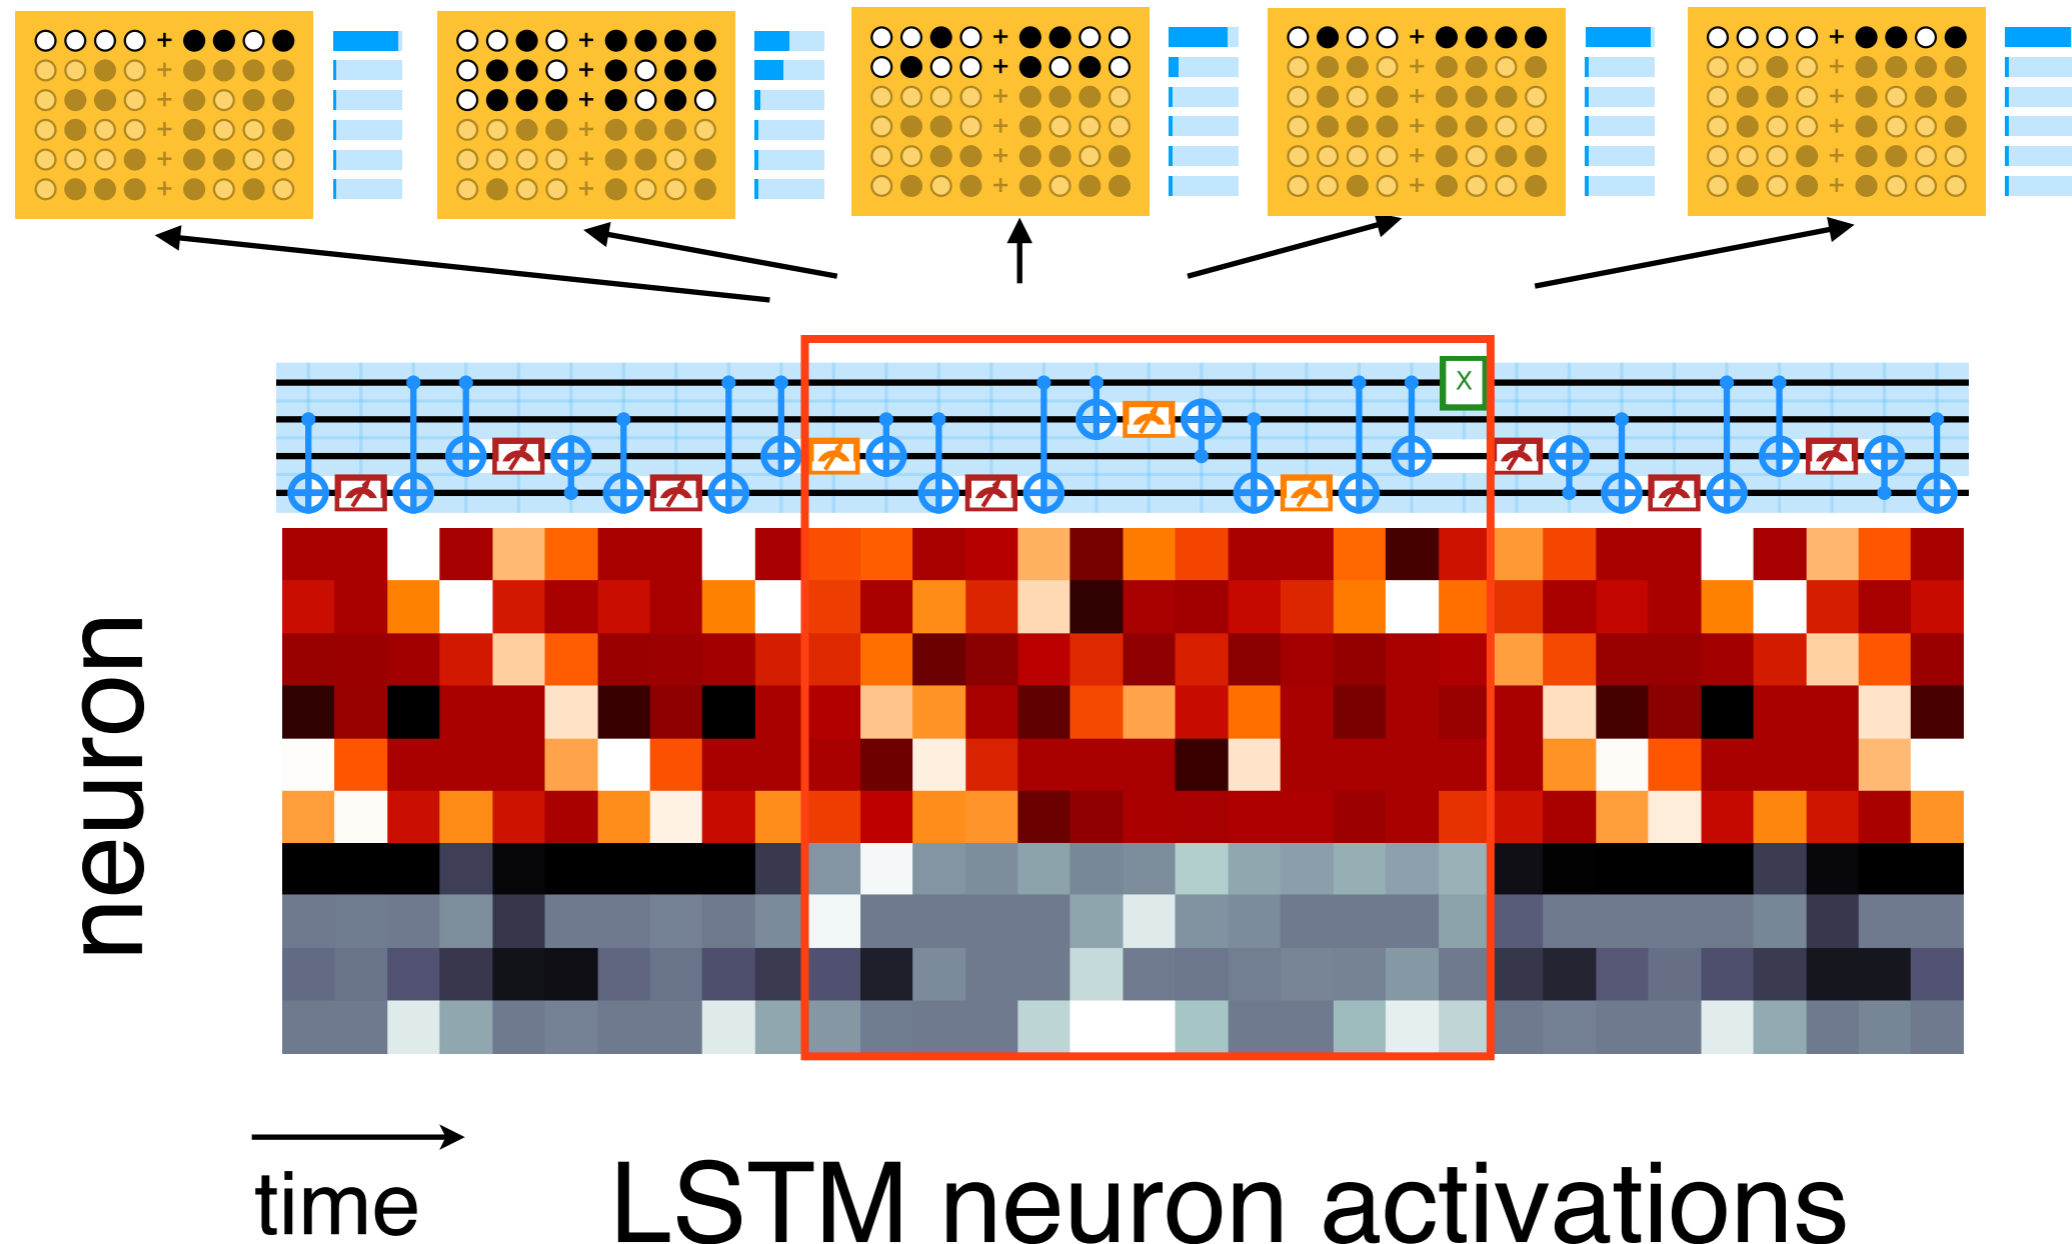 + + + + +
+ + + + +
+ + + + +
+ + + + +
+ + + + +
+ + + + +
X
neuron
time
LSTM neuron activations